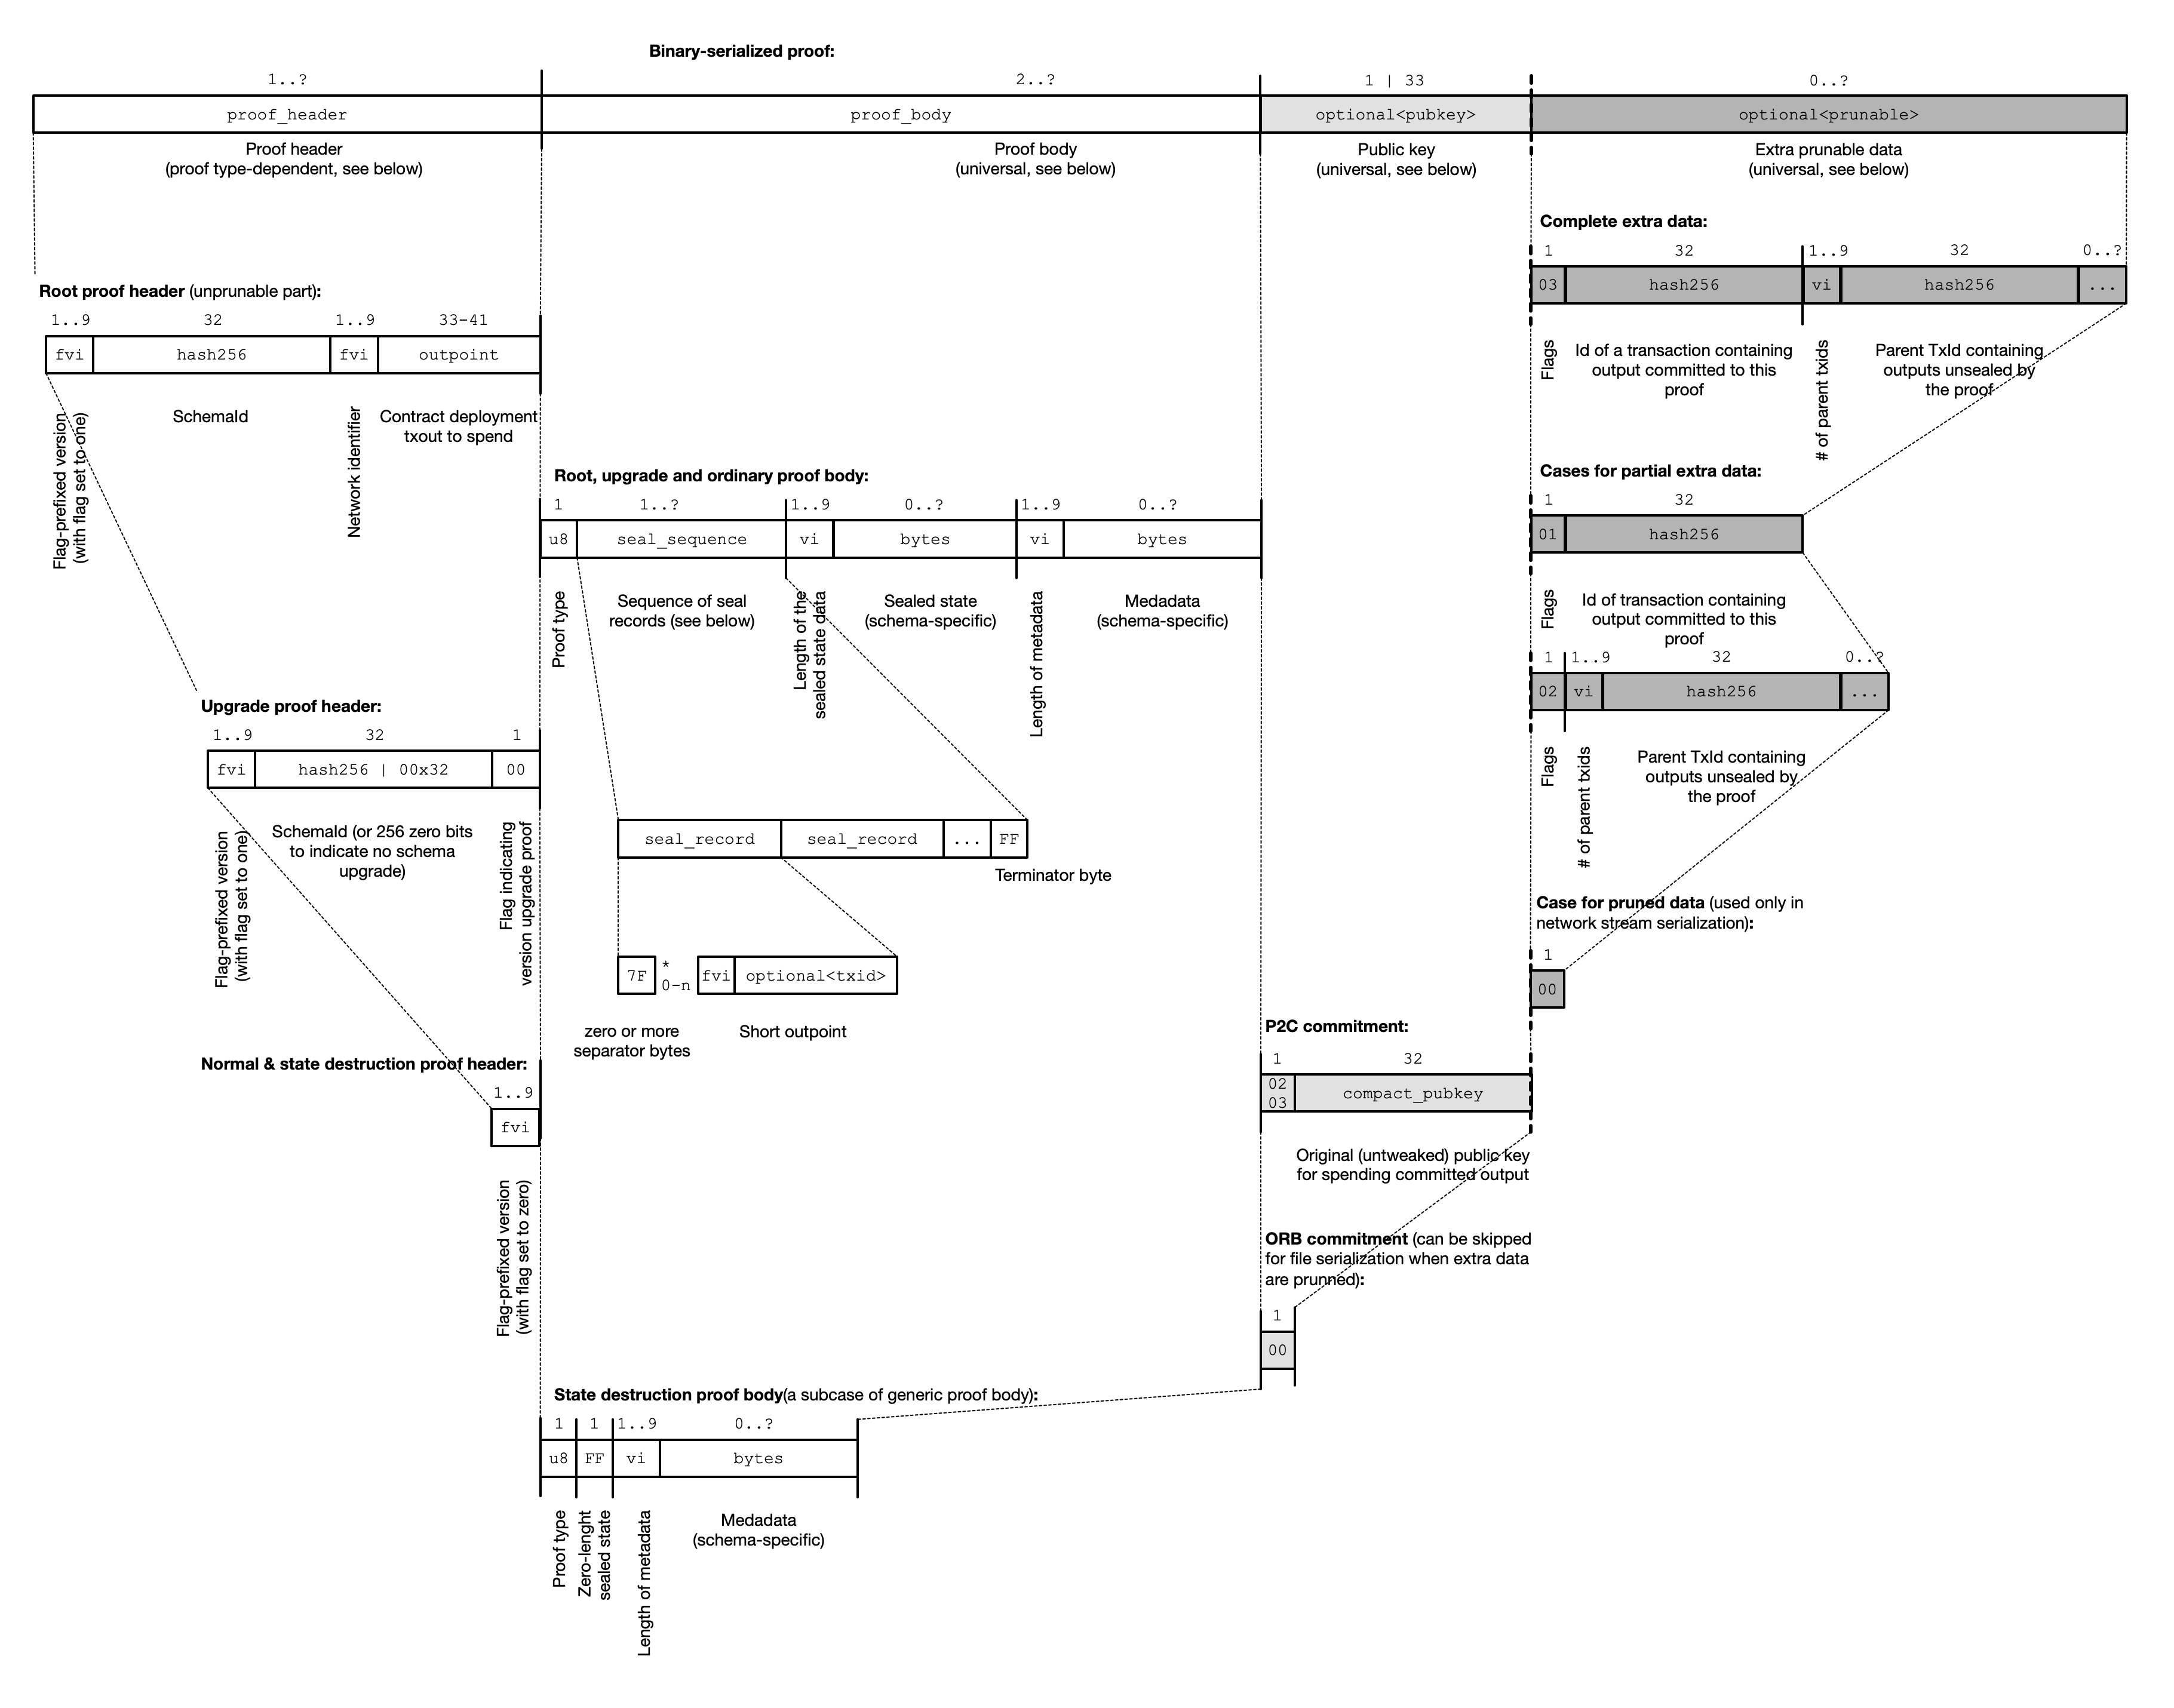 Binary-serialized proof:
1..?
2..?
1 | 33
0..?
proof_header
proof_body
optional<pubkey>
optional<prunable>
Proof header
(proof type-dependent, see below)
Proof body
(universal, see below)
Public key
(universal, see below)
Extra prunable data
(universal, see below)
Complete extra data:
1
32
1..9
32
0..?
03
hash256
vi
hash256
...
Flags
Id of a transaction containing
output committed to this
proof
# of parent txids
Parent TxId containing
outputs unsealed by
the proof
Root proof header (unprunable part):
1..9
32
1..9
33-41
fvi
hash256
fvi
outpoint
Flag-prefixed version
(with flag set to one)
SchemaId
Network identifier
Contract deployment
txout to spend
Root, upgrade and ordinary proof body:
1
1..?
1..9
0..?
1..9
0..?
u8
seal_sequence
vi
bytes
vi
bytes
Proof type
Sequence of seal
records (see below)
Length of the
sealed state data
Sealed state
(schema-specific)
Length of metadata
Medadata
(schema-specific)
Cases for partial extra data:
1
32
01
hash256
Flags
Id of transaction containing
output committed to this
proof
1
1..9
32
0..?
02
vi
hash256
...
Flags
# of parent txids
Parent TxId containing
outputs unsealed by
the proof
Upgrade proof header:
1..9
32
1
fvi
hash256 | 00x32
00
Flag-prefixed version
(with flag set to one)
SchemaId (or 256 zero bits
to indicate no schema
upgrade)
Flag indicating
version upgrade proof
seal_record
seal_record
...
FF
Terminator byte
7F
*
0-n
fvi
optional<txid>
zero or more
separator bytes
Short outpoint
Case for pruned data (used only in
network stream serialization):
1
00
P2C commitment:
1
32
02
03
compact_pubkey
Original (untweaked) public key
for spending committed output
Normal & state destruction proof header:
1..9
fvi
Flag-prefixed version
(with flag set to zero)
ORB commitment (can be skipped
for file serialization when extra data
are prunned):
1
00
State destruction proof body(a subcase of generic proof body):
1
1
1..9
0..?
u8
FF
vi
bytes
Proof type
Zero-lenght
sealed state
Length of metadata
Medadata
(schema-specific)